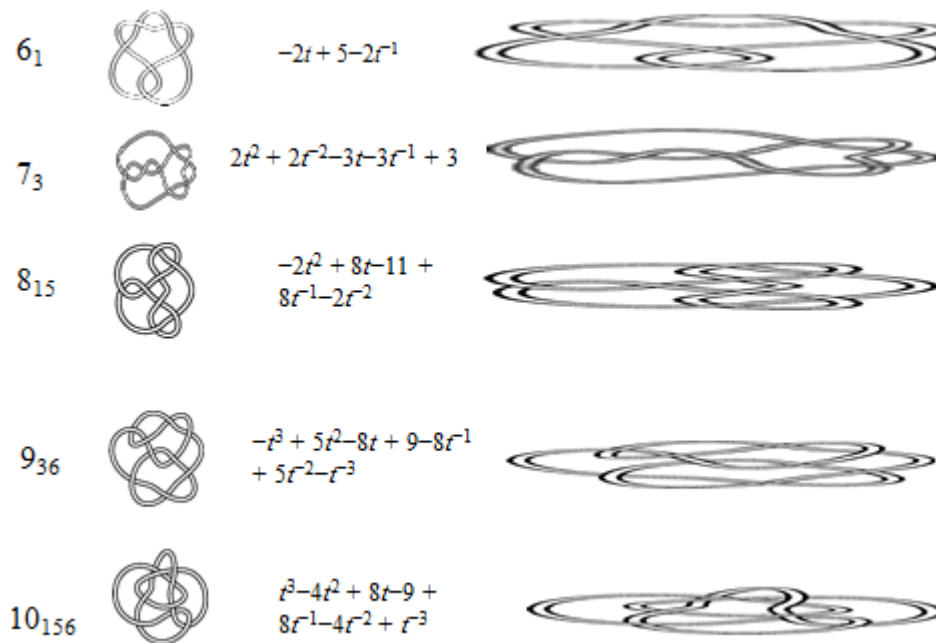 6₁
−2t + 5−2t⁻¹
7₃
2t² + 2t⁻²−3t−3t⁻¹ + 3
8₁₅
−2t² + 8t−11 +
8t⁻¹−2t⁻²
9₃₆
−t³ + 5t²−8t + 9−8t⁻¹
+ 5t⁻²−t⁻³
10₁₅₆
t³−4t² + 8t−9 +
8t⁻¹−4t⁻² + t⁻³